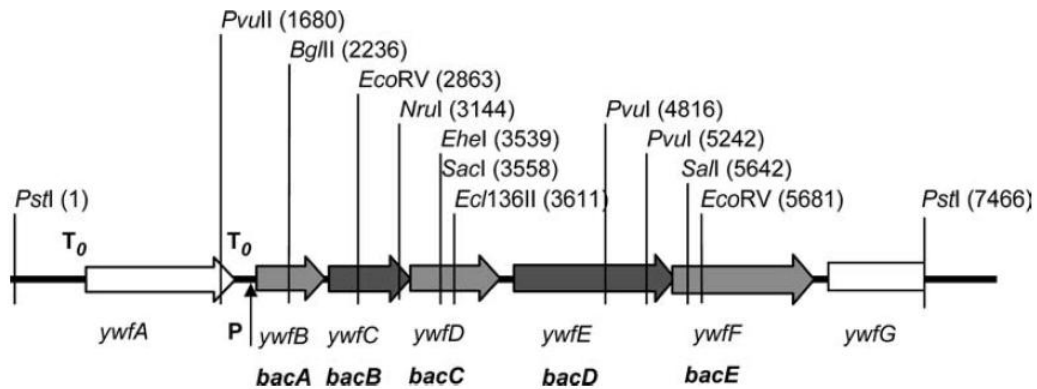 PvuII (1680)
BglII (2236)
EcoRV (2863)
NruI (3144)
PvuI (4816)
EheI (3539)
PvuI (5242)
SacI (3558)
SalI (5642)
PstI (1)
Ecl136II (3611)
EcoRV (5681)
PstI (7466)
T0
T0
ywfA
P
ywfB
ywfC
ywfD
ywfE
ywfF
ywfG
bacA
bacB
bacC
bacD
bacE